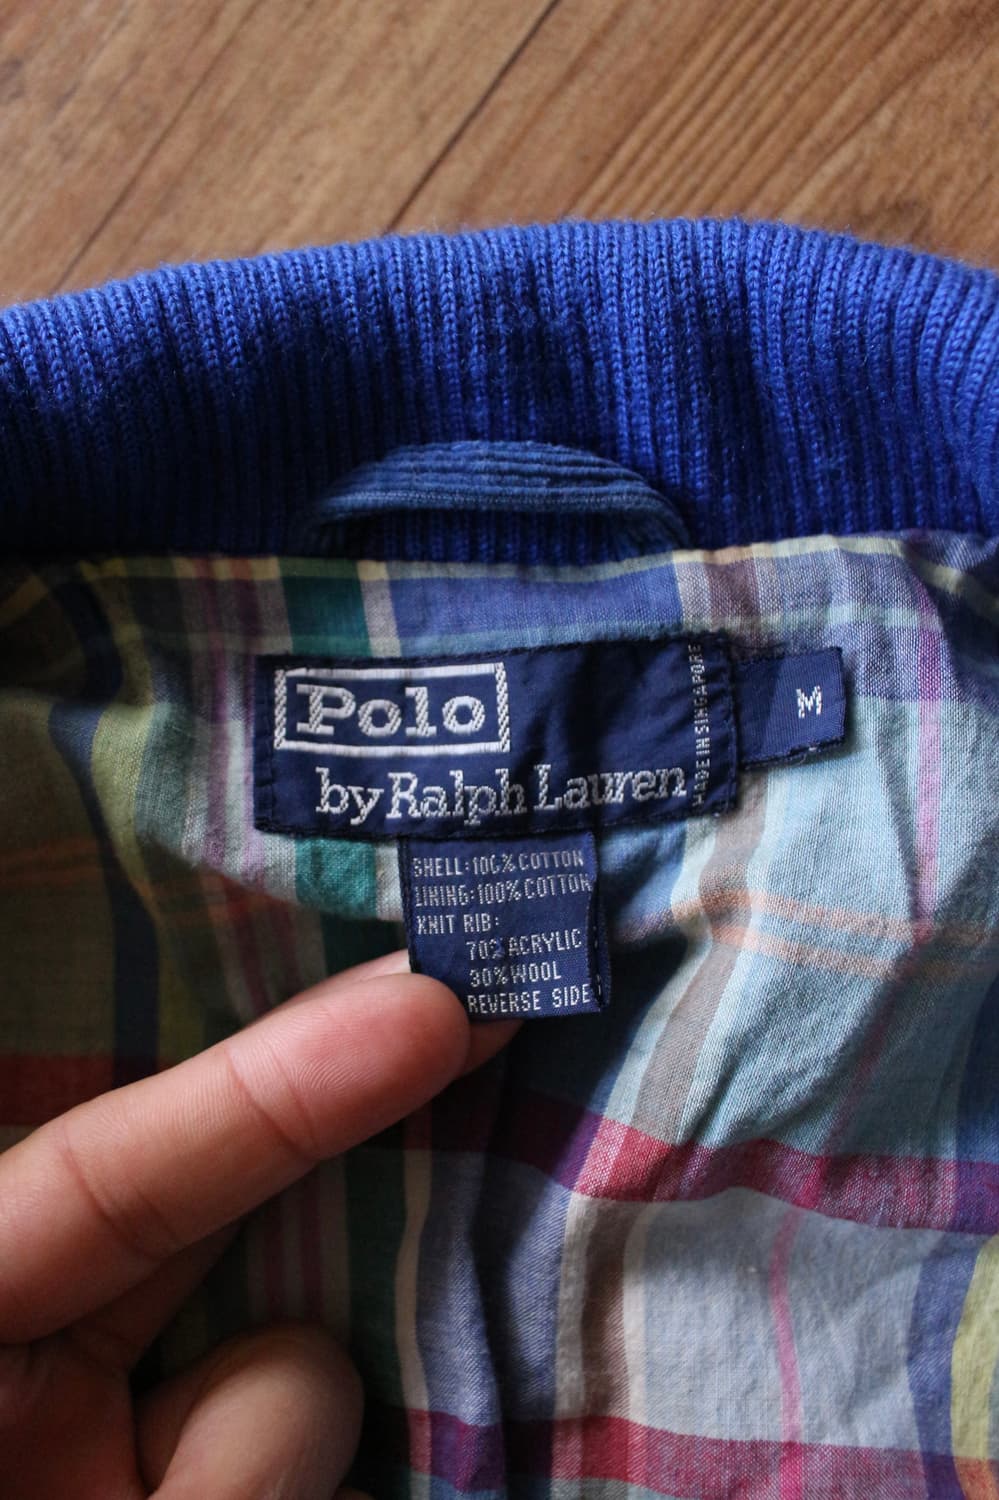 Polo
by Ralph Lauren
MADE IN SINGAPORE
M
SHELL:100% COTTON
LINING:100% COTTON
KNIT RIB:
70% ACRYLIC
30% WOOL
REVERSE SIDE